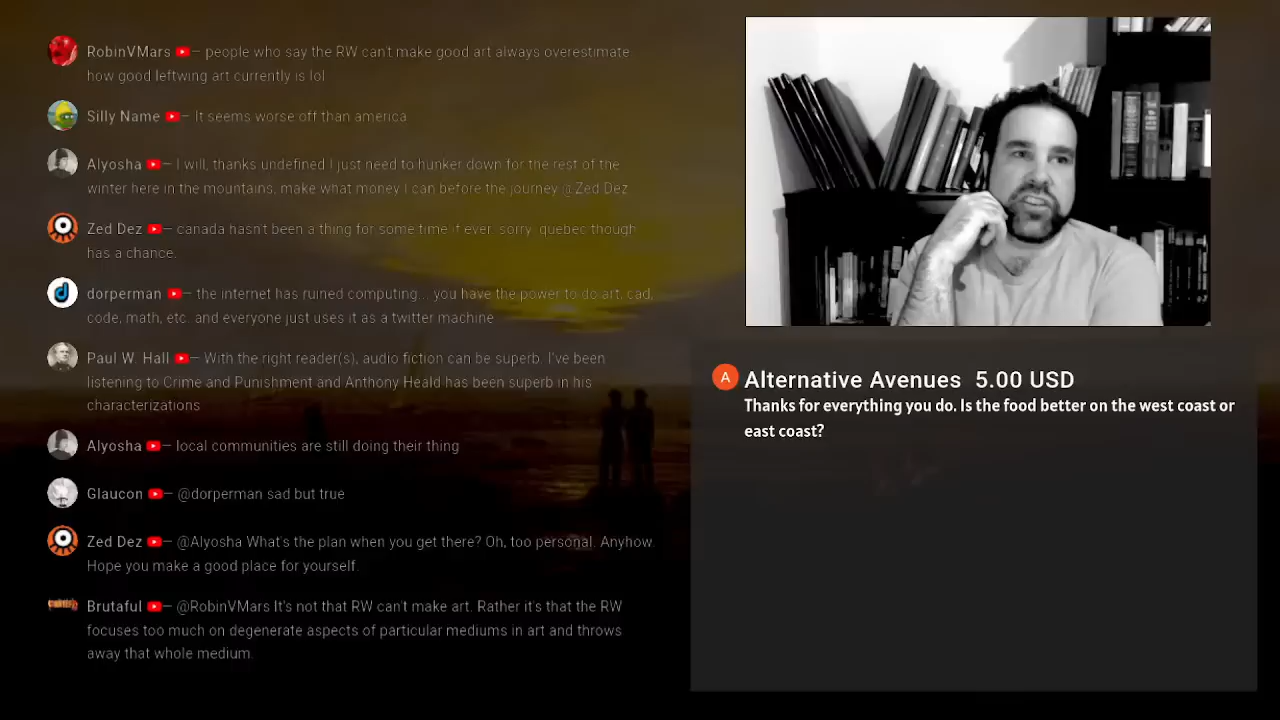 RobinVMars — people who say the RW can't make good art always overestimate
how good leftwing art currently is lol
Silly Name — It seems worse off than america
Alyosha — I will, thanks undefined I just need to hunker down for the rest of the
winter here in the mountains, make what money I can before the journey @Zed Dez
Zed Dez — canada hasn't been a thing for some time if ever, sorry, quebec though
has a chance.
dorperman — the internet has ruined computing... you have the power to do art, cad,
code, math, etc. and everyone just uses it as a twitter machine
Paul W. Hall — With the right reader(s), audio fiction can be superb. I've been
listening to Crime and Punishment and Anthony Heald has been superb in his
characterizations
Alyosha — local communities are still doing their thing
Glaucon — @dorperman sad but true
Zed Dez — @Alyosha What's the plan when you get there? Oh, too personal. Anyhow.
Hope you make a good place for yourself.
Brutaful — @RobinVMars It's not that RW can't make art. Rather it's that the RW
focuses too much on degenerate aspects of particular mediums in art and throws
away that whole medium.
A Alternative Avenues 5.00 USD
Thanks for everything you do. Is the food better on the west coast or
east coast?